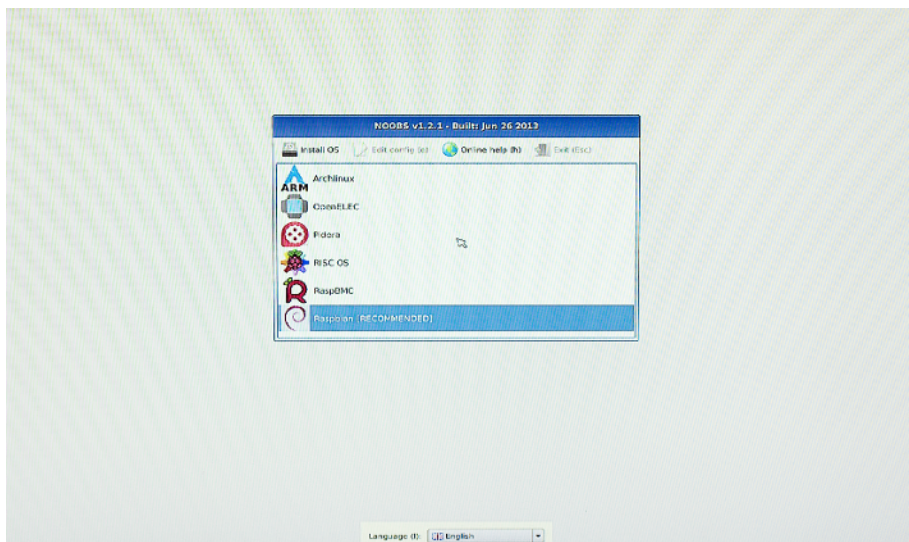 NOOBS v1.2.1 - Built: Jun 26 2013
Install OS Edit config (e) Online help (h) Exit (Esc)
ARM Archlinux
OpenELEC
Pidora
RISC OS
RaspBMC
Raspbian [RECOMMENDED]
Language (l): English